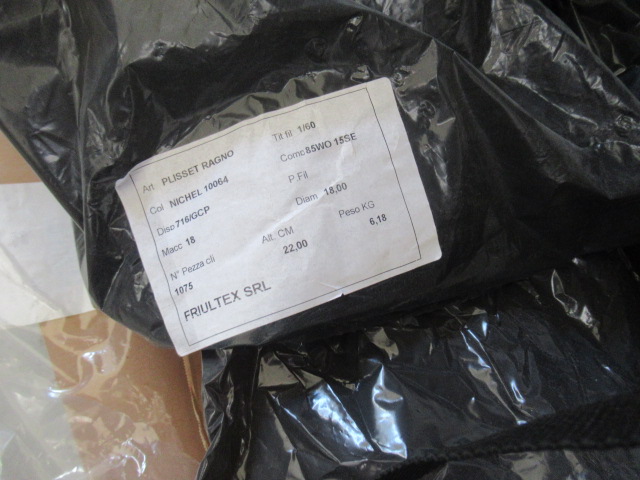 Art PLISSET RAGNO Tit fil 1/60
Col NICHEL 10064 Comc 85WO 15SE
Disc 716/GCP P.Fil
Macc 18 Diam 18,00
N° Pezza cli Alt. CM Peso KG
1075 22,00 6,18
FRIULTEX SRL